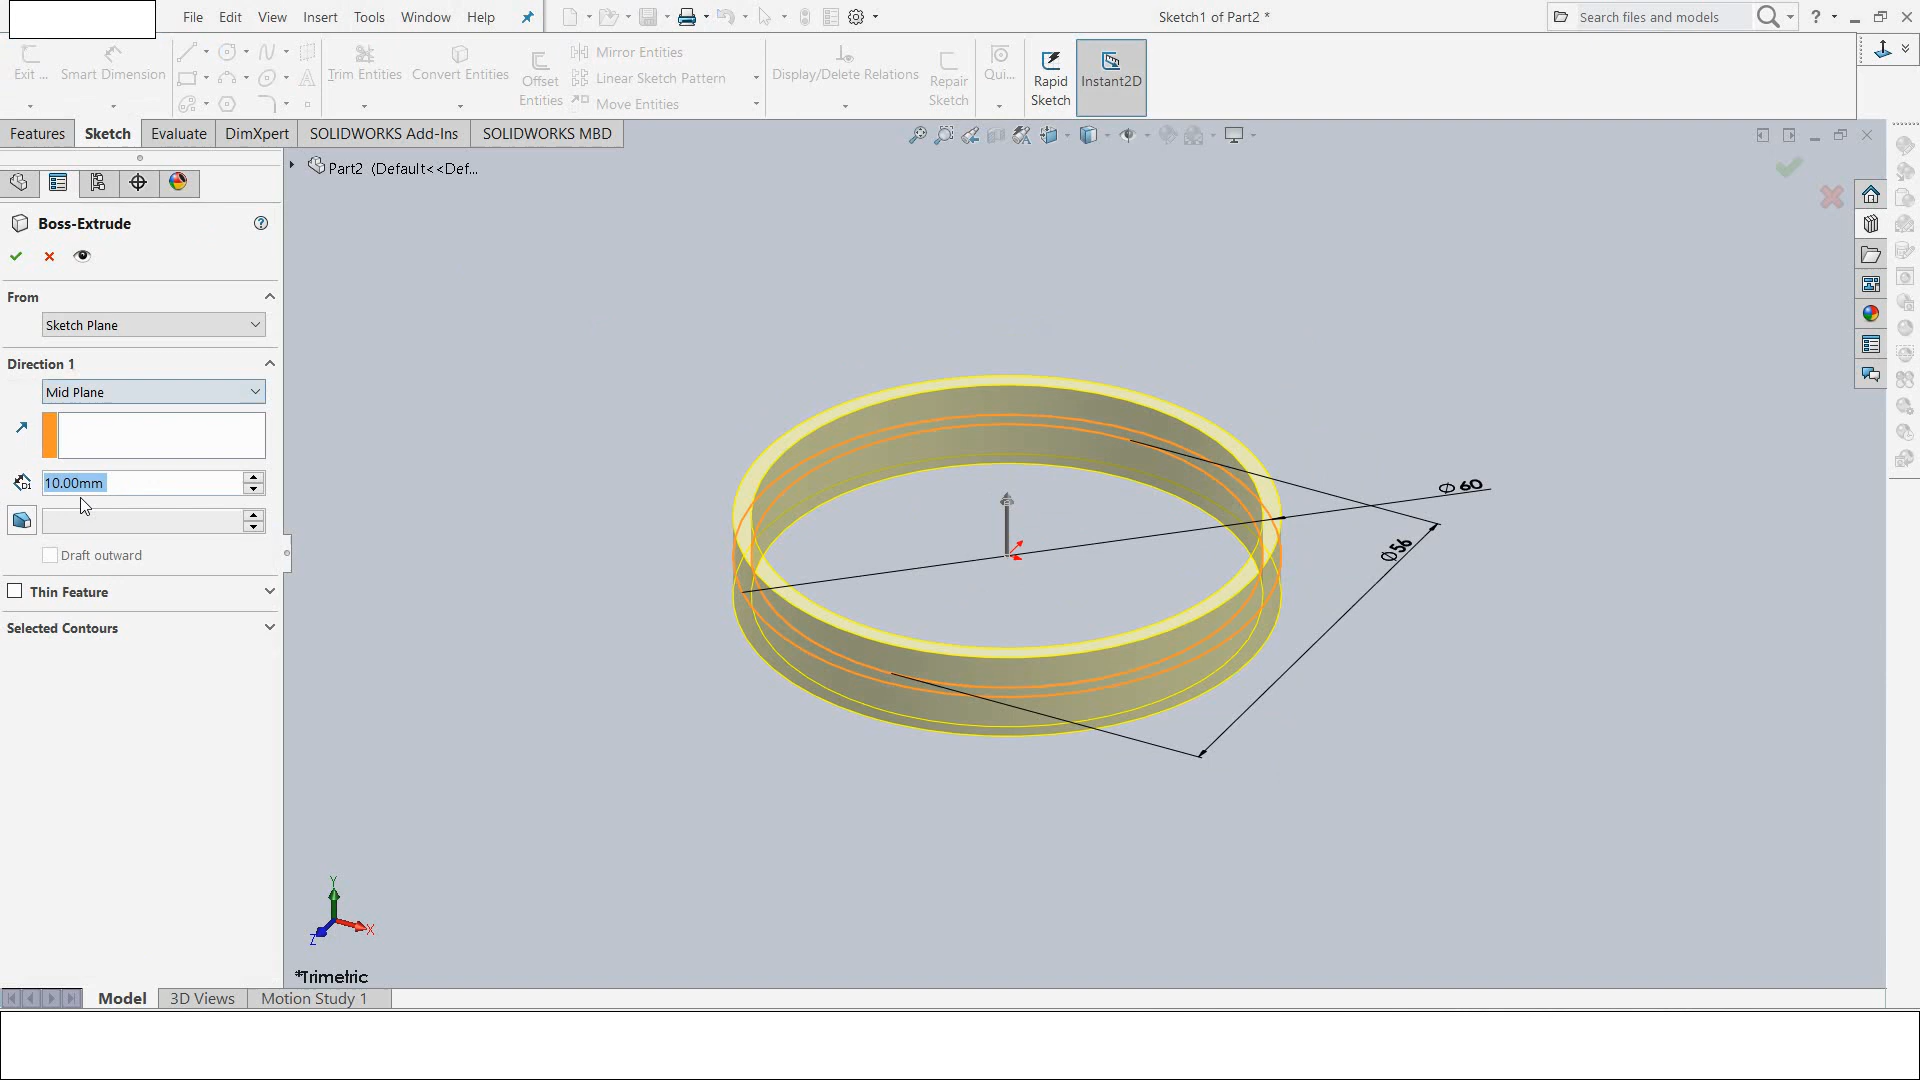 File Edit View Insert Tools Window Help
Sketch1 of Part2 *
Search files and models
?
Exit ...
Smart Dimension
Trim Entities
Convert Entities
Offset Entities
Mirror Entities
Linear Sketch Pattern
Move Entities
Display/Delete Relations
Repair Sketch
Qui...
Rapid Sketch
Instant2D
Features Sketch Evaluate DimXpert SOLIDWORKS Add-Ins SOLIDWORKS MBD
Part2 (Default<<Def...
Boss-Extrude
?
From
Sketch Plane
Direction 1
Mid Plane
D1
10.00mm
Draft outward
Thin Feature
Selected Contours
Ø 60
Ø56
Y
X
Z
*Trimetric
Model 3D Views Motion Study 1